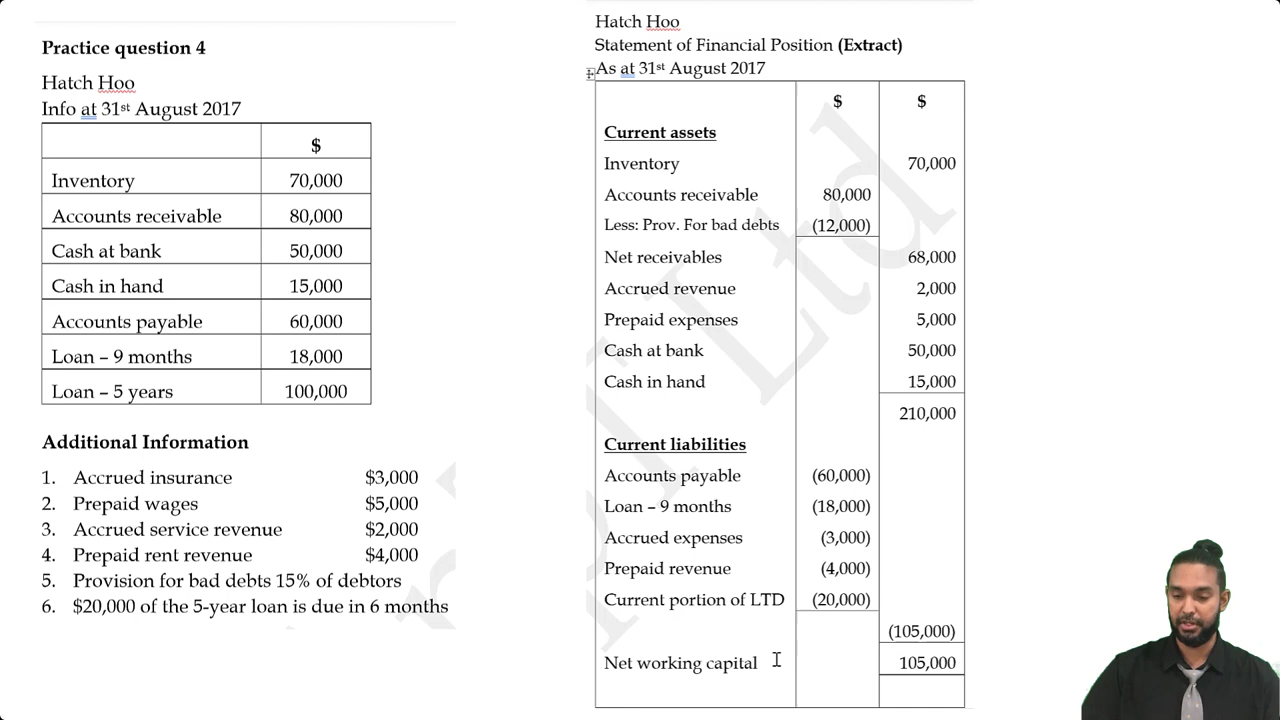 Practice question 4
Hatch Hoo
Info at 31st August 2017
$
Inventory 70,000
Accounts receivable 80,000
Cash at bank 50,000
Cash in hand 15,000
Accounts payable 60,000
Loan – 9 months 18,000
Loan – 5 years 100,000
Additional Information
1. Accrued insurance $3,000
2. Prepaid wages $5,000
3. Accrued service revenue $2,000
4. Prepaid rent revenue $4,000
5. Provision for bad debts 15% of debtors
6. $20,000 of the 5-year loan is due in 6 months
Hatch Hoo
Statement of Financial Position (Extract)
As at 31st August 2017
$ $
Current assets
Inventory 70,000
Accounts receivable 80,000
Less: Prov. For bad debts (12,000)
Net receivables 68,000
Accrued revenue 2,000
Prepaid expenses 5,000
Cash at bank 50,000
Cash in hand 15,000
210,000
Current liabilities
Accounts payable (60,000)
Loan – 9 months (18,000)
Accrued expenses (3,000)
Prepaid revenue (4,000)
Current portion of LTD (20,000)
(105,000)
Net working capital 105,000
Ltd